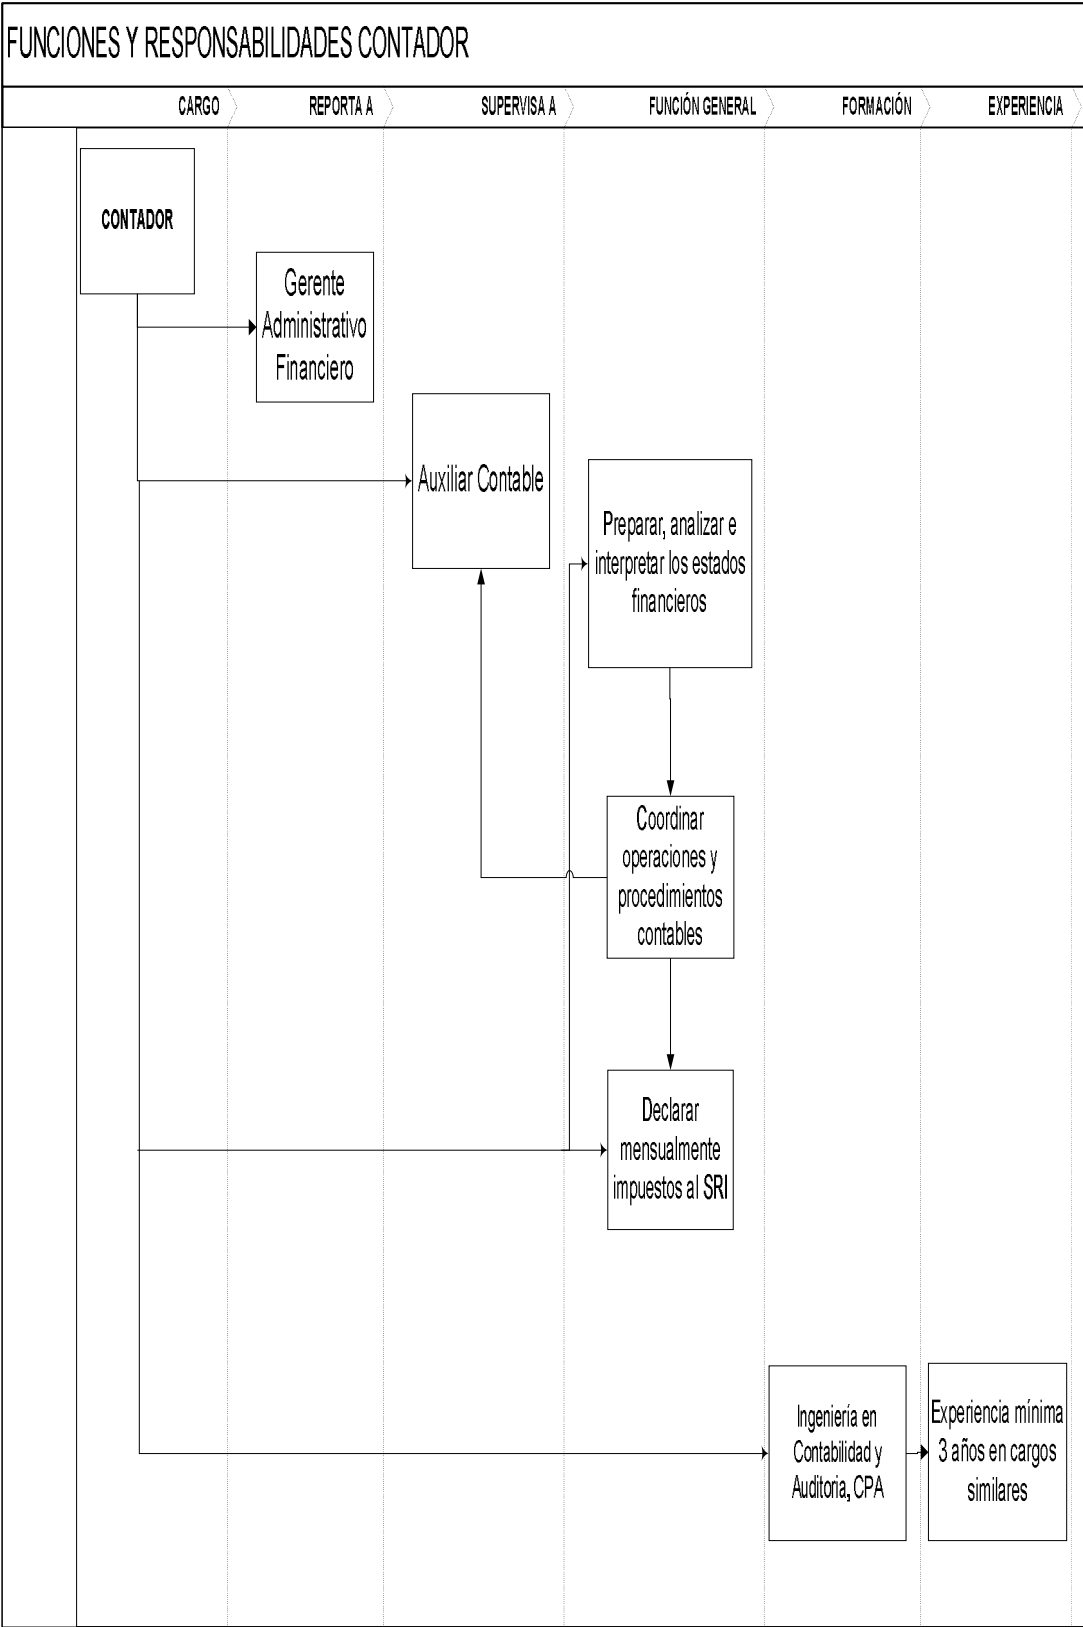 FUNCIONES Y RESPONSABILIDADES CONTADOR
CARGO
REPORTA A
SUPERVISA A
FUNCIÓN GENERAL
FORMACIÓN
EXPERIENCIA
CONTADOR
Gerente
Administrativo
Financiero
Auxiliar Contable
Preparar, analizar e
interpretar los estados
financieros
Coordinar
operaciones y
procedimientos
contables
Declarar
mensualmente
impuestos al SRI
Ingeniería en
Contabilidad y
Auditoria, CPA
Experiencia mínima
3 años en cargos
similares